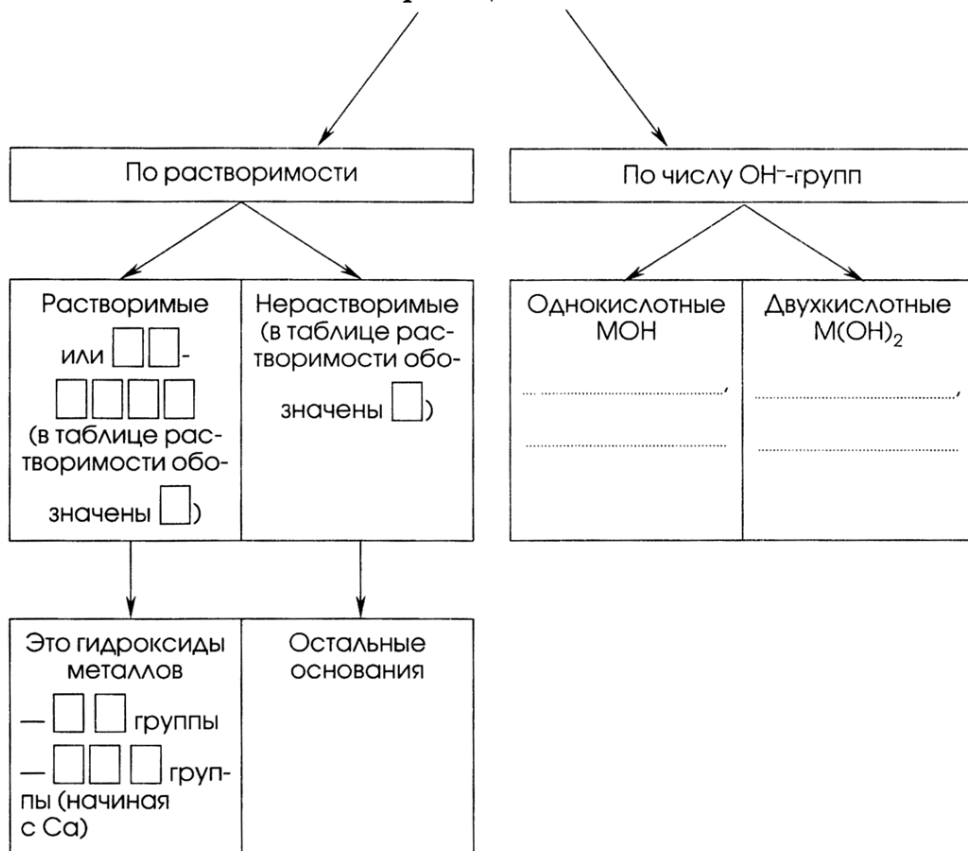 По растворимости
По числу OH⁻-групп
Растворимые
или □□-
□□□□
(в таблице рас-
творимости обо-
значены □)
Нерастворимые
(в таблице рас-
творимости обо-
значены □)
Однокислотные
MOH
....................,
....................
Двухкислотные
M(OH)₂
....................,
....................
Это гидроксиды
металлов
— □ □ группы
— □□□ груп-
пы (начиная
с Ca)
Остальные
основания